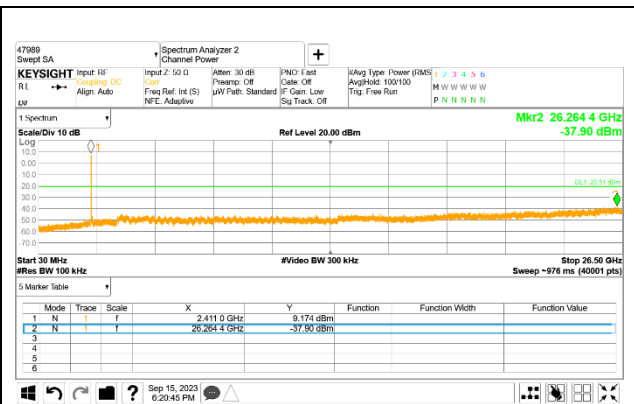 47989
Swept SA
Spectrum Analyzer 2
Channel Power
KEYSIGHT
RL
Input: RF
Coupling: DC
Align: Auto
Input Z: 50 Ω
Corr
Freq Ref: Int (S)
NFE: Adaptive
Atten: 30 dB
Preamp: Off
µW Path: Standard
PNO: Fast
Gate: Off
IF Gain: Low
Sig Track: Off
#Avg Type: Power (RMS
Avg|Hold: 100/100
Trig: Free Run
1 2 3 4 5 6
M W W W W W
P N N N N N
1 Spectrum
Scale/Div 10 dB
Ref Level 20.00 dBm
Mkr2 26.264 4 GHz
-37.90 dBm
Log
10.0
0.00
10.0
20.0
30.0
40.0
50.0
60.0
-70.0
1
DL1 -20.51 dBm
Start 30 MHz
#Video BW 300 kHz
Stop 26.50 GHz
#Res BW 100 kHz
Sweep ~976 ms (40001 pts)
5 Marker Table
Mode Trace Scale X Y Function Function Width Function Value
1 N 1 f 2.411 0 GHz 9.174 dBm
2 N 1 f 26.264 4 GHz -37.90 dBm
3
4
5
6
?
Sep 15, 2023
6:20:45 PM